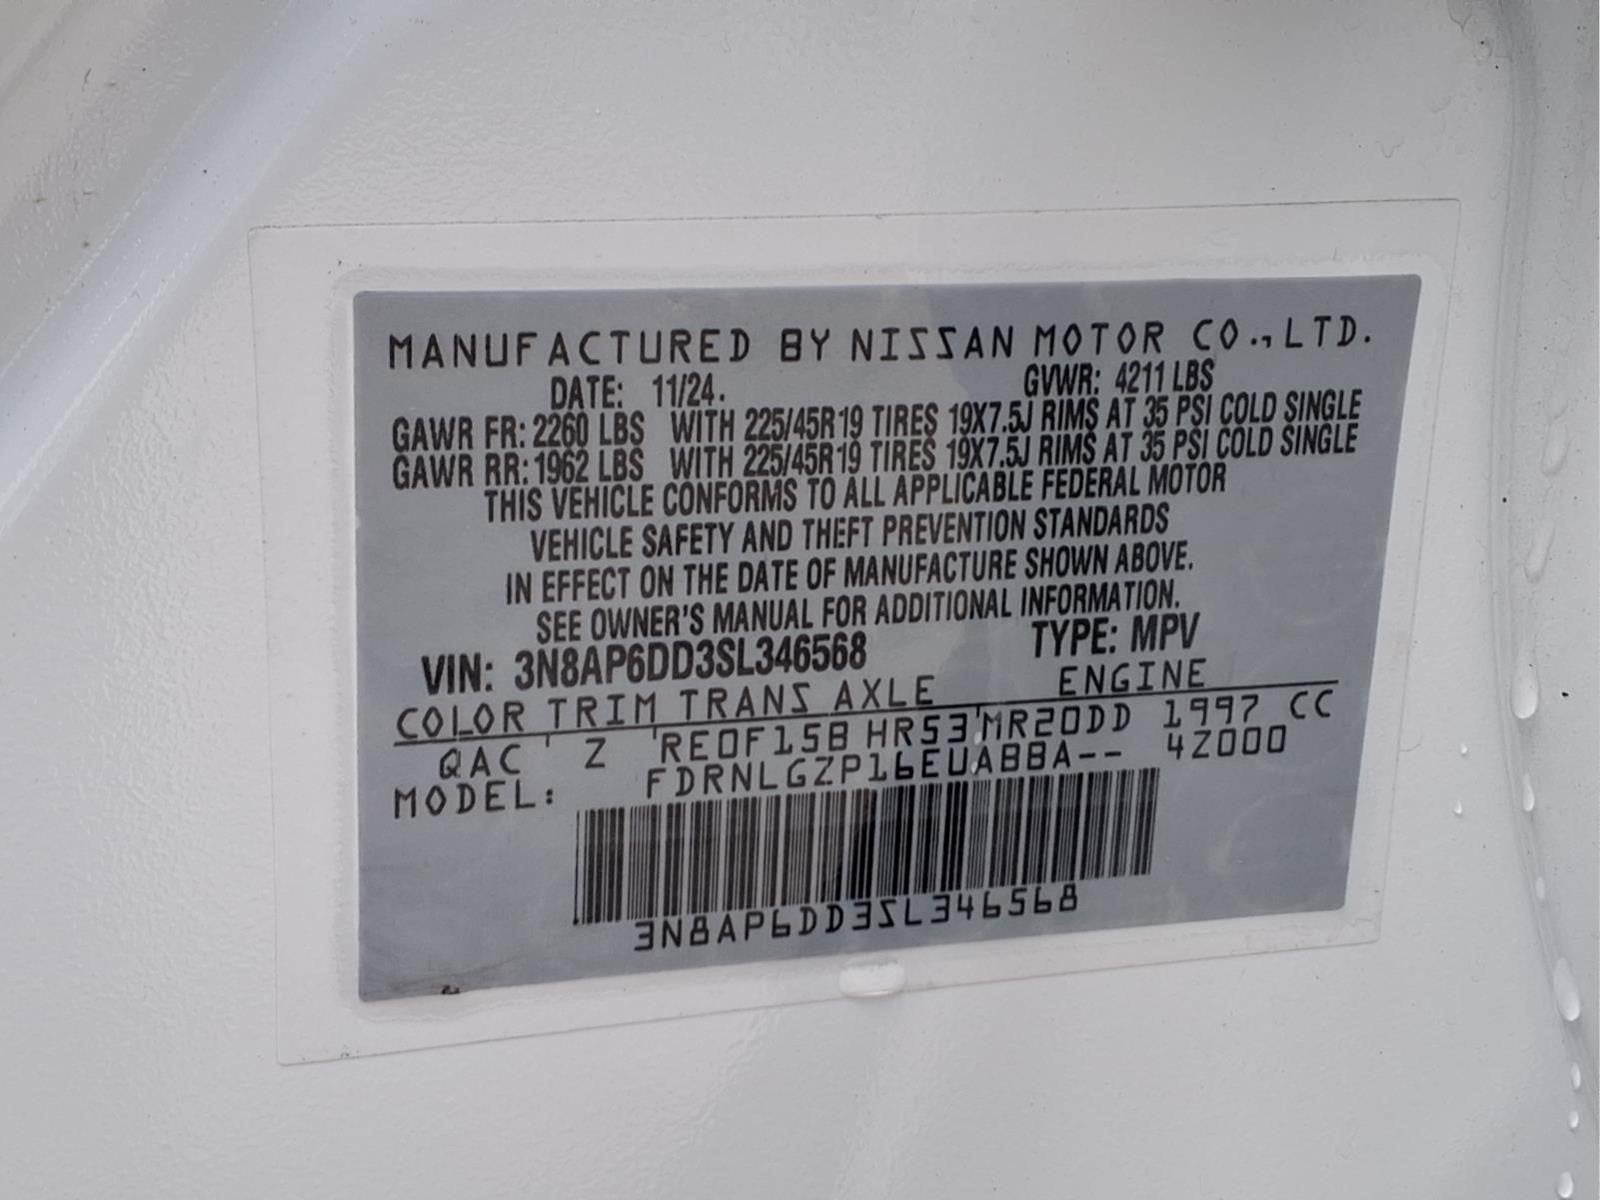 MANUFACTURED BY NISSAN MOTOR CO.,LTD.
DATE: 11/24. GVWR: 4211 LBS
GAWR FR: 2260 LBS WITH 225/45R19 TIRES 19X7.5J RIMS AT 35 PSI COLD SINGLE
GAWR RR: 1962 LBS WITH 225/45R19 TIRES 19X7.5J RIMS AT 35 PSI COLD SINGLE
THIS VEHICLE CONFORMS TO ALL APPLICABLE FEDERAL MOTOR
VEHICLE SAFETY AND THEFT PREVENTION STANDARDS
IN EFFECT ON THE DATE OF MANUFACTURE SHOWN ABOVE.
SEE OWNER'S MANUAL FOR ADDITIONAL INFORMATION.
VIN: 3N8AP6DD3SL346568 TYPE: MPV
COLOR TRIM TRANS AXLE ENGINE
QAC Z RE0F15B HR53 MR20DD 1997 CC
MODEL: FDRNLGZP16EUABBA-- 4Z000
3N8AP6DD3SL346568